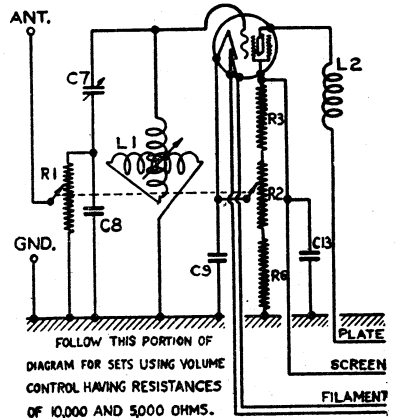 ANT.
C7
L1
L2
R3
R1
R2
C8
GND.
C9
C13
R6
PLATE
FOLLOW THIS PORTION OF
DIAGRAM FOR SETS USING VOLUME
CONTROL HAVING RESISTANCES
OF 10,000 AND 5,000 OHMS.
SCREEN
FILAMENT